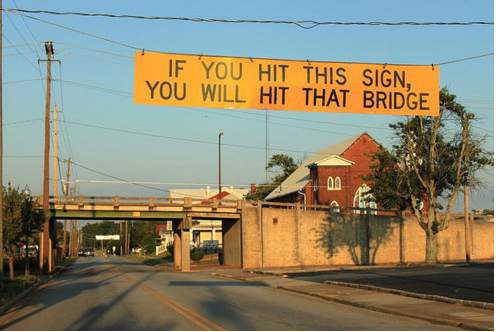 IF YOU HIT THIS SIGN,
YOU WILL HIT THAT BRIDGE